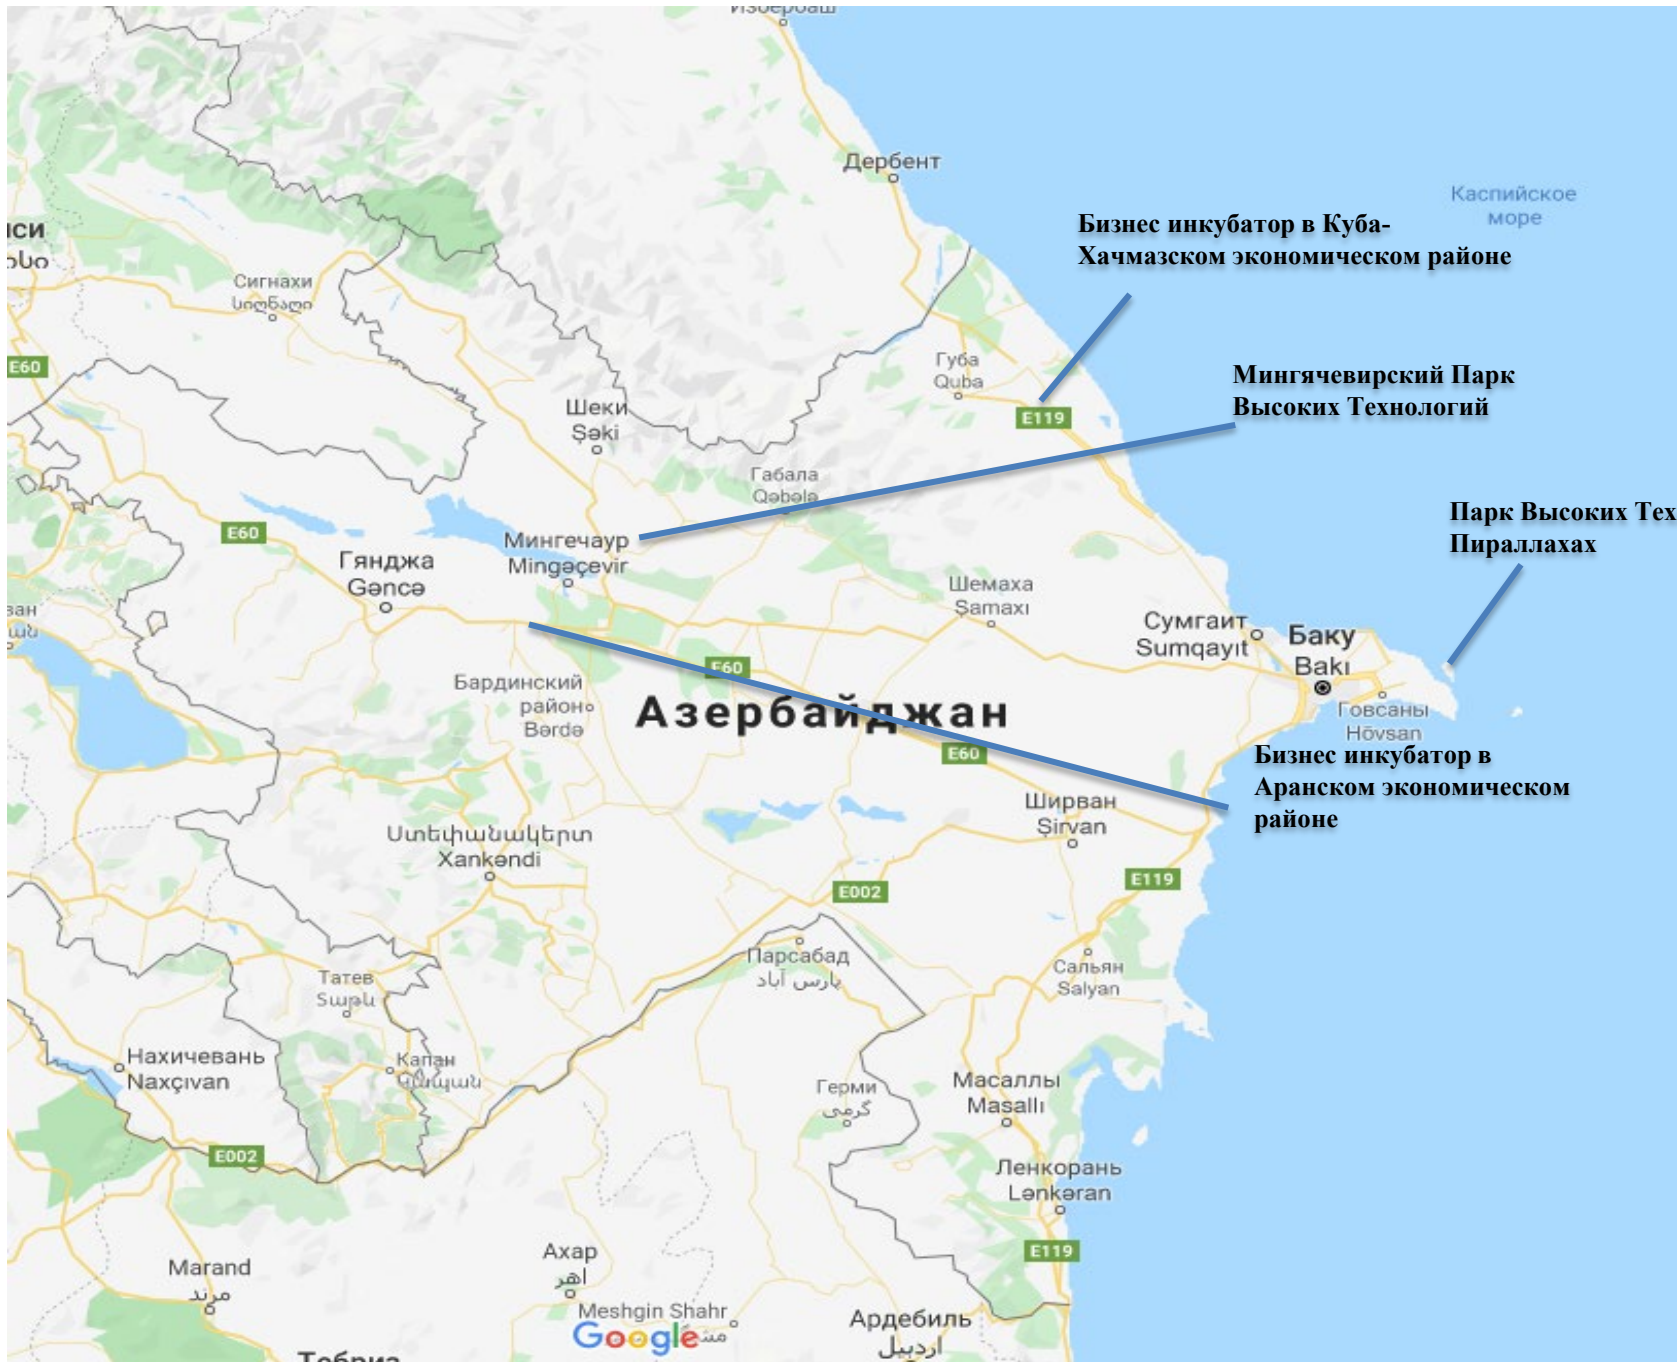 Избербаш
Дербент
Каспийское
море
Бизнес инкубатор в Куба-
Хачмазском экономическом районе
Сигнахи
სიღნაღი
E60
Губа
Quba
E119
Мингячевирский Парк
Высоких Технологий
Шеки
Şəki
Габала
Qəbələ
Парк Высоких Тех
Пираллахах
E60
Мингечаур
Mingəçevir
Гянджа
Gəncə
Шемаха
Şamaxı
Сумгаит
Sumqayıt
Баку
Bakı
E60
Бардинский
район
Bərdə
Азербайджан
Говсаны
Hövsan
E60
Бизнес инкубатор в
Аранском экономическом
районе
Ширван
Şirvan
Ստեփանակերտ
Xankəndi
E119
E002
Парсабад
پارس آباد
Сальян
Salyan
Татев
Տաթև
Нахичевань
Naxçıvan
Капан
Կապան
Герми
گرمی
Масаллы
Masallı
E002
Ленкорань
Lənkəran
E119
Ахар
اهر
Marand
مرند
Meshgin Shahr
Google
Ардебиль
اردبیل
Тебриз